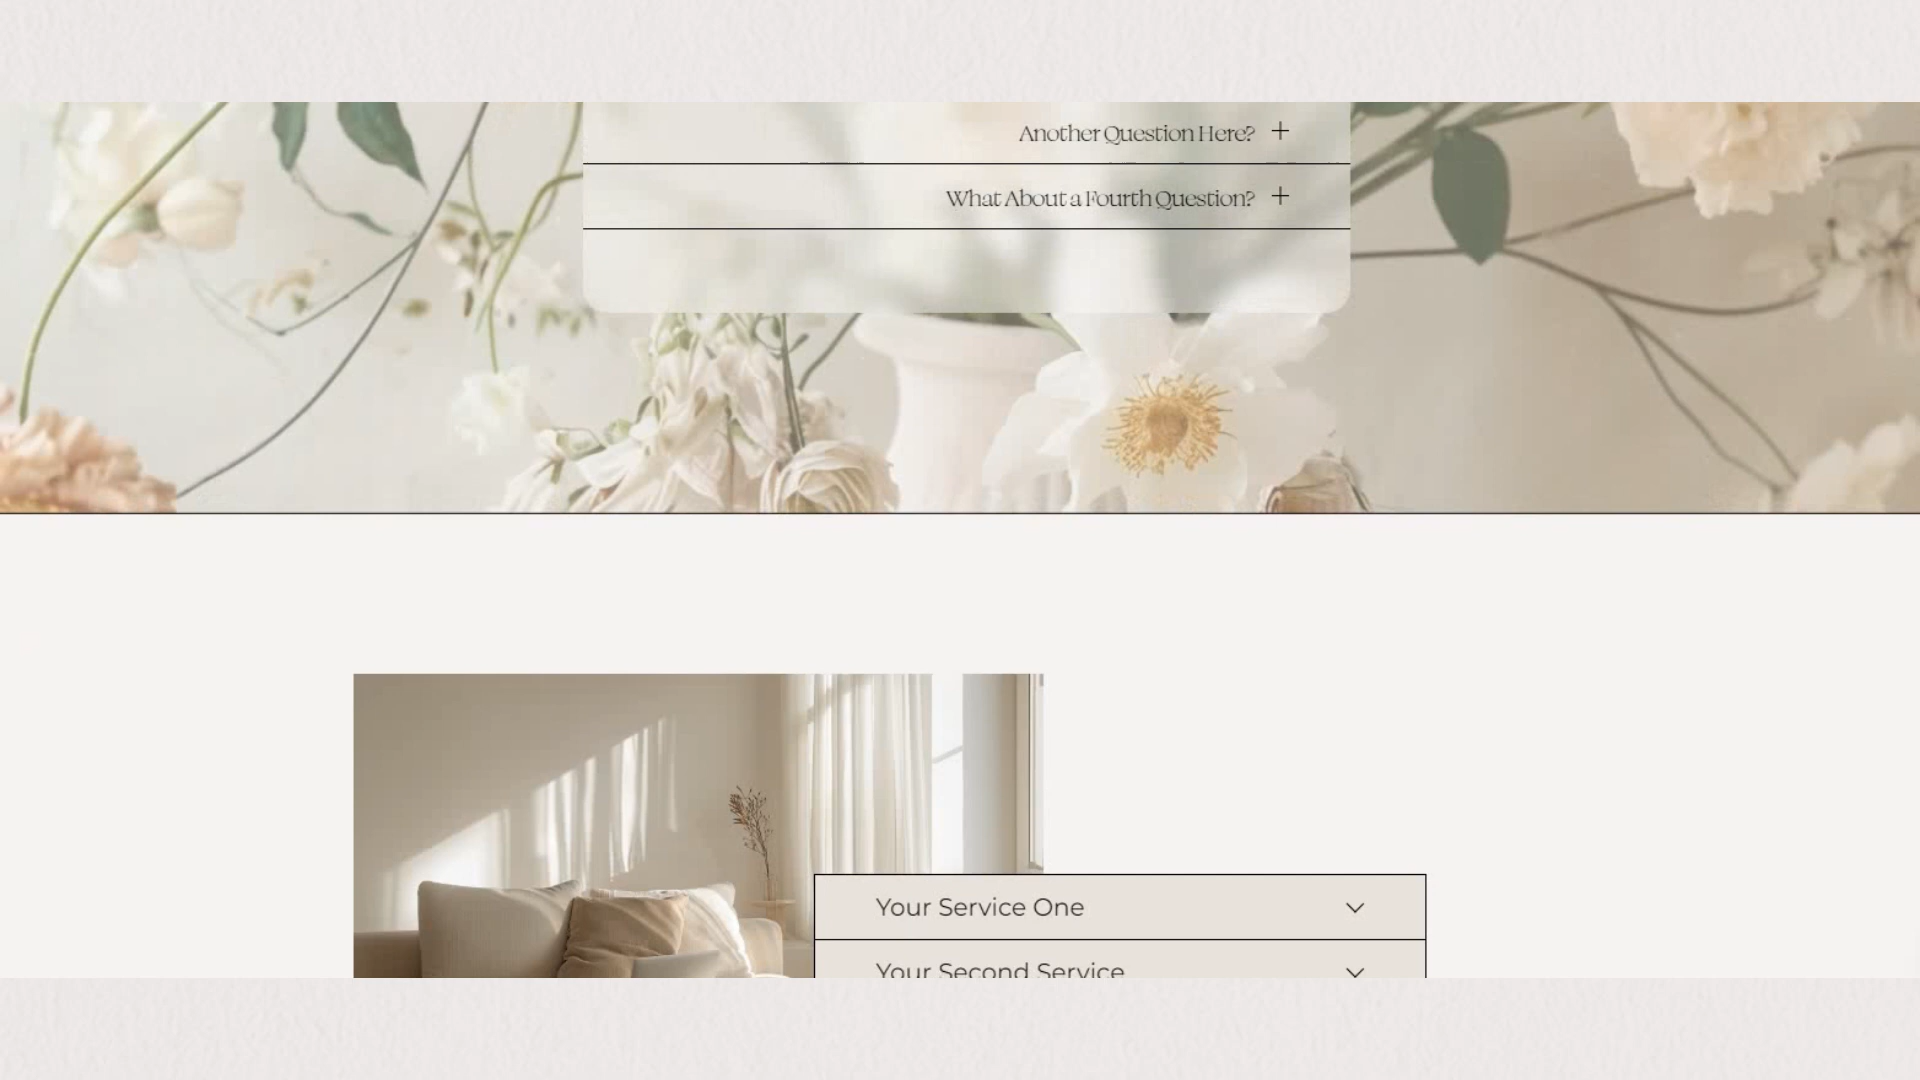 Another Question Here?
What About a Fourth Question?
Your Service One
Your Second Service